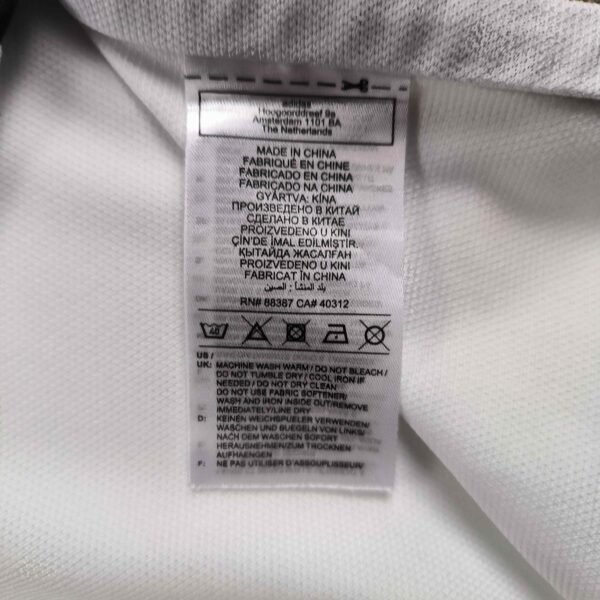 adidas
Hoogoorddreef 9a
Amsterdam 1101 BA
The Netherlands
MADE IN CHINA
FABRIQUÉ EN CHINE
FABRICADO EN CHINA
FABRICADO NA CHINA
GYÁRTVA: KÍNA
ПРОИЗВЕДЕНО В КИТАЙ
СДЕЛАНО В КИТАЕ
PROIZVEDENO U KINI
ÇİN'DE İMAL EDİLMİŞTİR.
ҚЫТАЙДА ЖАСАЛҒАН
PROIZVEDENO U KINI
FABRICAT ÎN CHINA
بلد المنشأ: الصين
RN# 88387 CA# 40312
40
US /
UK: MACHINE WASH WARM / DO NOT BLEACH /
DO NOT TUMBLE DRY / COOL IRON IF
NEEDED / DO NOT DRY CLEAN
DO NOT USE FABRIC SOFTENER/
WASH AND IRON INSIDE OUT/REMOVE
IMMEDIATELY/LINE DRY
D: KEINEN WEICHSPUELER VERWENDEN/
WASCHEN UND BUEGELN VON LINKS/
NACH DEM WASCHEN SOFORT
HERAUSNEHMEN/ZUM TROCKNEN
AUFHAENGEN
F: NE PAS UTILISER D'ASSOUPLISSEUR/